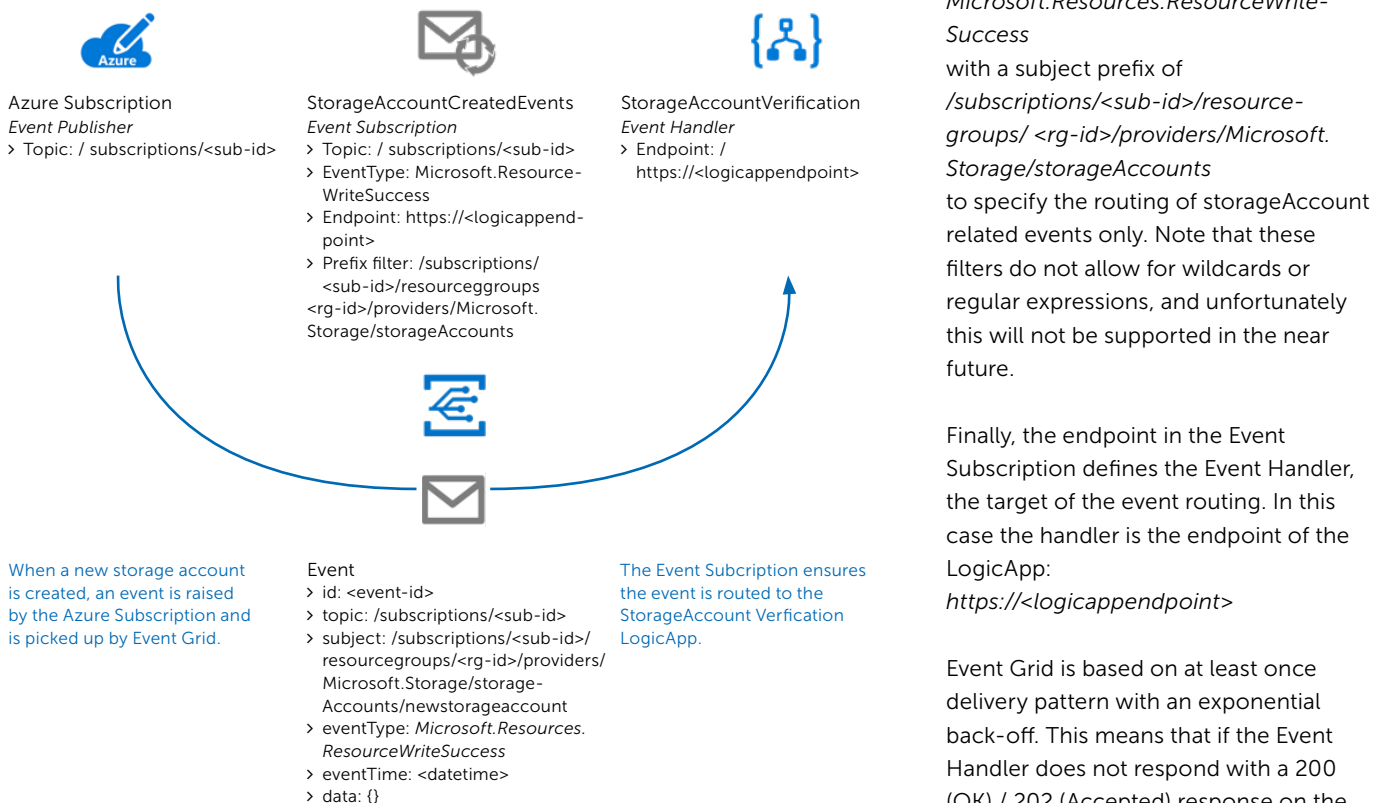 Azure
Azure Subscription
Event Publisher
› Topic: / subscriptions/<sub-id>
StorageAccountCreatedEvents
Event Subscription
› Topic: / subscriptions/<sub-id>
› EventType: Microsoft.Resource-
WriteSuccess
› Endpoint: https://<logicappend-
point>
› Prefix filter: /subscriptions/
<sub-id>/resourceggroups
<rg-id>/providers/Microsoft.
Storage/storageAccounts
StorageAccountVerification
Event Handler
› Endpoint: /
https://<logicappendpoint>
When a new storage account
is created, an event is raised
by the Azure Subscription and
is picked up by Event Grid.
Event
› id: <event-id>
› topic: /subscriptions/<sub-id>
› subject: /subscriptions/<sub-id>/
resourcegroups/<rg-id>/providers/
Microsoft.Storage/storage-
Accounts/newstorageaccount
› eventType: Microsoft.Resources.
ResourceWriteSuccess
› eventTime: <datetime>
› data: {}
The Event Subcription ensures
the event is routed to the
StorageAccount Verfication
LogicApp.
Microsoft.Resources.ResourceWrite-
Success
with a subject prefix of
/subscriptions/<sub-id>/resource-
groups/ <rg-id>/providers/Microsoft.
Storage/storageAccounts
to specify the routing of storageAccount
related events only. Note that these
filters do not allow for wildcards or
regular expressions, and unfortunately
this will not be supported in the near
future.
Finally, the endpoint in the Event
Subscription defines the Event Handler,
the target of the event routing. In this
case the handler is the endpoint of the
LogicApp:
https://<logicappendpoint>
Event Grid is based on at least once
delivery pattern with an exponential
back-off. This means that if the Event
Handler does not respond with a 200
(OK) / 202 (Accepted) response on the